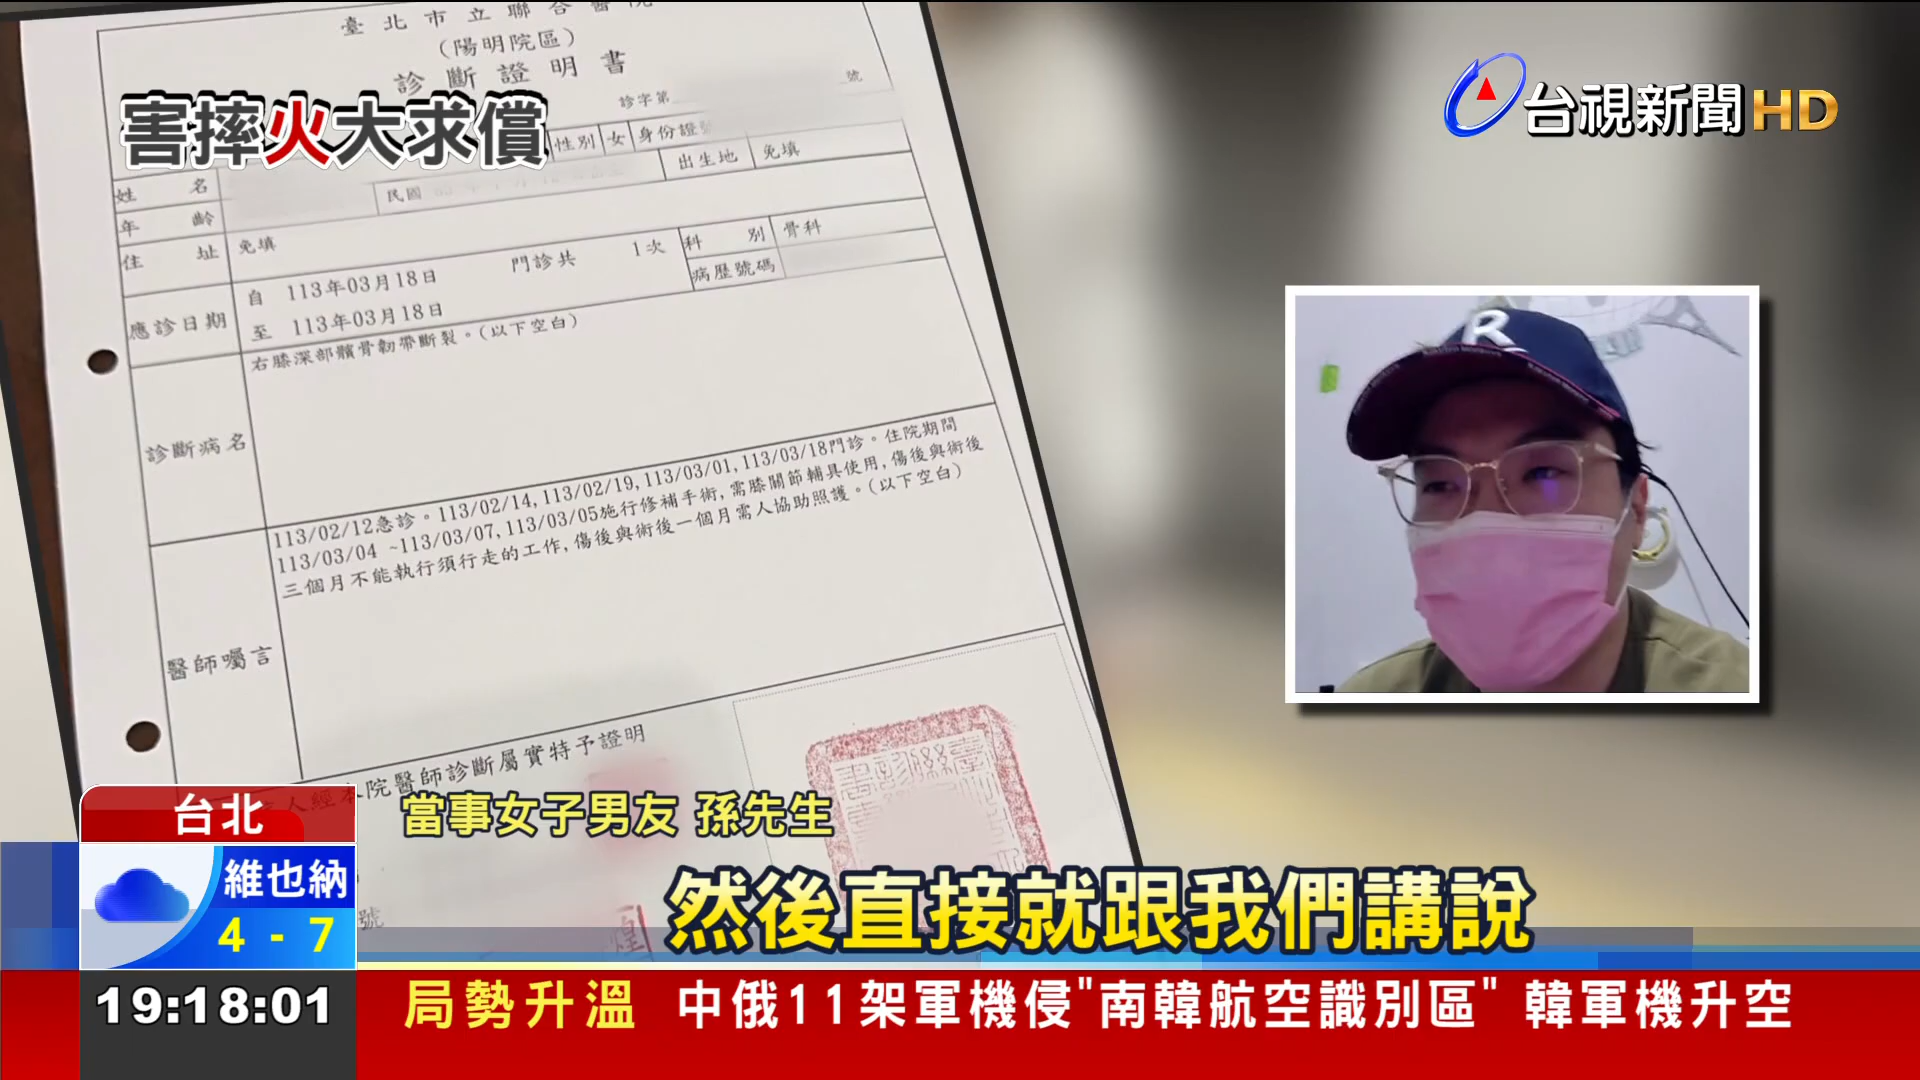 臺北市立聯合醫院
(陽明院區)
診斷證明書
診字第 號
害摔火大求償
台視新聞HD
性別 女 身份證
姓名 民國 出生地 免填
年齡
住址 免填
科別 骨科
病歷號碼
應診日期 自 113年03月18日 門診共 1次
至 113年03月18日
右膝深部髕骨韌帶斷裂。(以下空白)
診斷病名
113/02/12急診。113/02/14,113/02/19,113/03/01,113/03/18門診。住院期間
113/03/04 ~113/03/07,113/03/05施行修補手術,需膝關節輔具使用,傷後與術後
三個月不能執行須行走的工作,傷後與術後一個月需人協助照護。(以下空白)
醫師囑言
人經本院醫師診斷屬實特予證明
號
R
台北
當事女子男友 孫先生
維也納
4 - 7
然後直接就跟我們講說
19:18:01
局勢升溫 中俄11架軍機侵"南韓航空識別區" 韓軍機升空